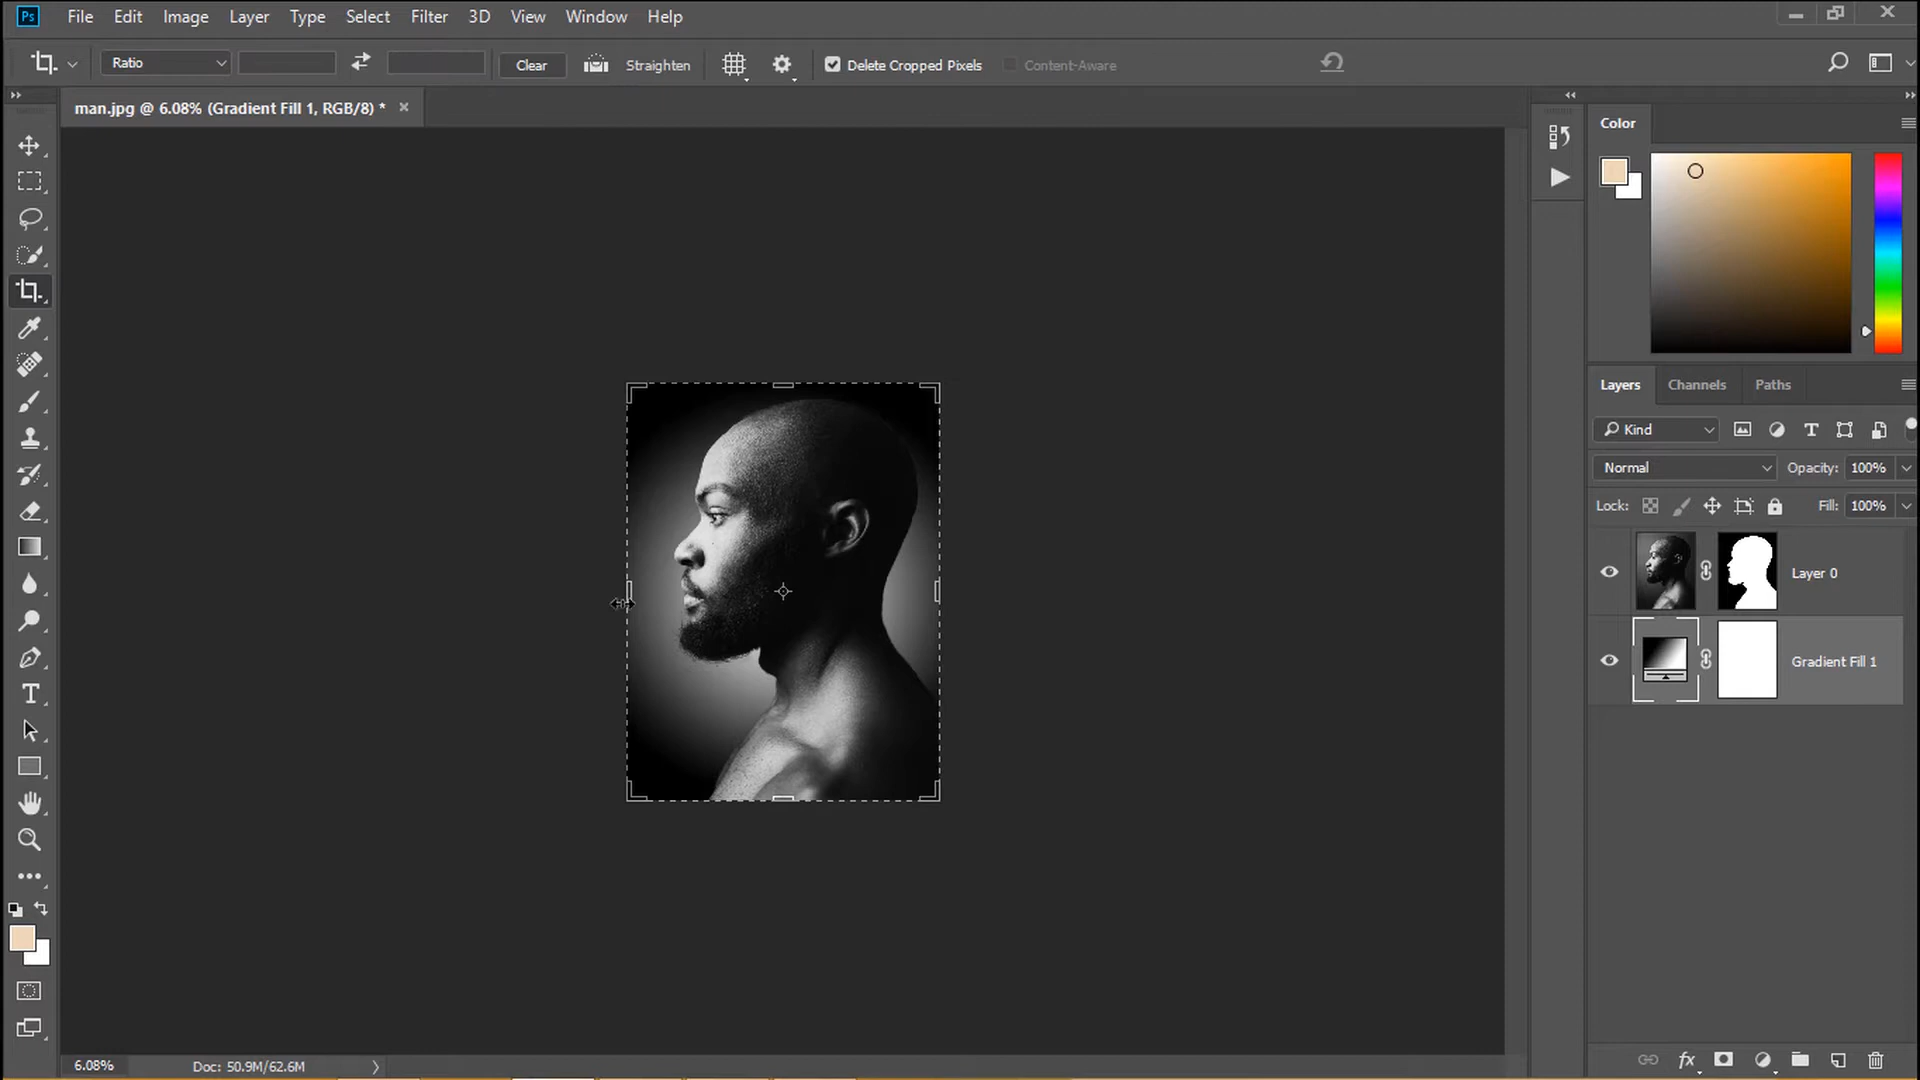 Ps File Edit Image Layer Type Select Filter 3D View Window Help
Ratio Clear Straighten Delete Cropped Pixels Content-Aware
man.jpg @ 6.08% (Gradient Fill 1, RGB/8) *
Color
Layers Channels Paths
Kind
Normal Opacity: 100%
Lock: Fill: 100%
Layer 0
Gradient Fill 1
6.08% Doc: 50.9M/62.6M
fx